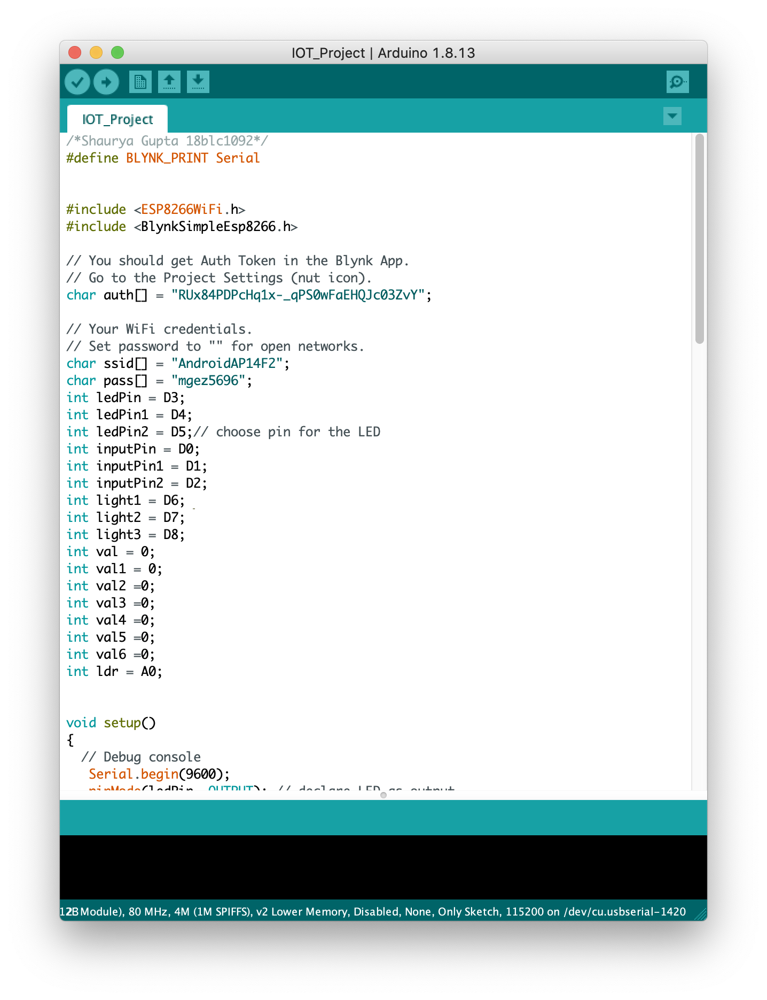 IOT_Project | Arduino 1.8.13
IOT_Project
/*Shaurya Gupta 18blc1092*/
#define BLYNK_PRINT Serial
#include <ESP8266WiFi.h>
#include <BlynkSimpleEsp8266.h>
// You should get Auth Token in the Blynk App.
// Go to the Project Settings (nut icon).
char auth[] = "RUx84PDPcHq1x-_qPS0wFaEHQJc03ZvY";
// Your WiFi credentials.
// Set password to "" for open networks.
char ssid[] = "AndroidAP14F2";
char pass[] = "mgez5696";
int ledPin = D3;
int ledPin1 = D4;
int ledPin2 = D5;// choose pin for the LED
int inputPin = D0;
int inputPin1 = D1;
int inputPin2 = D2;
int light1 = D6;
int light2 = D7;
int light3 = D8;
int val = 0;
int val1 = 0;
int val2 =0;
int val3 =0;
int val4 =0;
int val5 =0;
int val6 =0;
int ldr = A0;
void setup()
{
// Debug console
Serial.begin(9600);
pinMode(ledPin, OUTPUT); // declare LED as output
Module), 80 MHz, 4M (1M SPIFFS), v2 Lower Memory, Disabled, None, Only Sketch, 115200 on /dev/cu.usbserial-1420